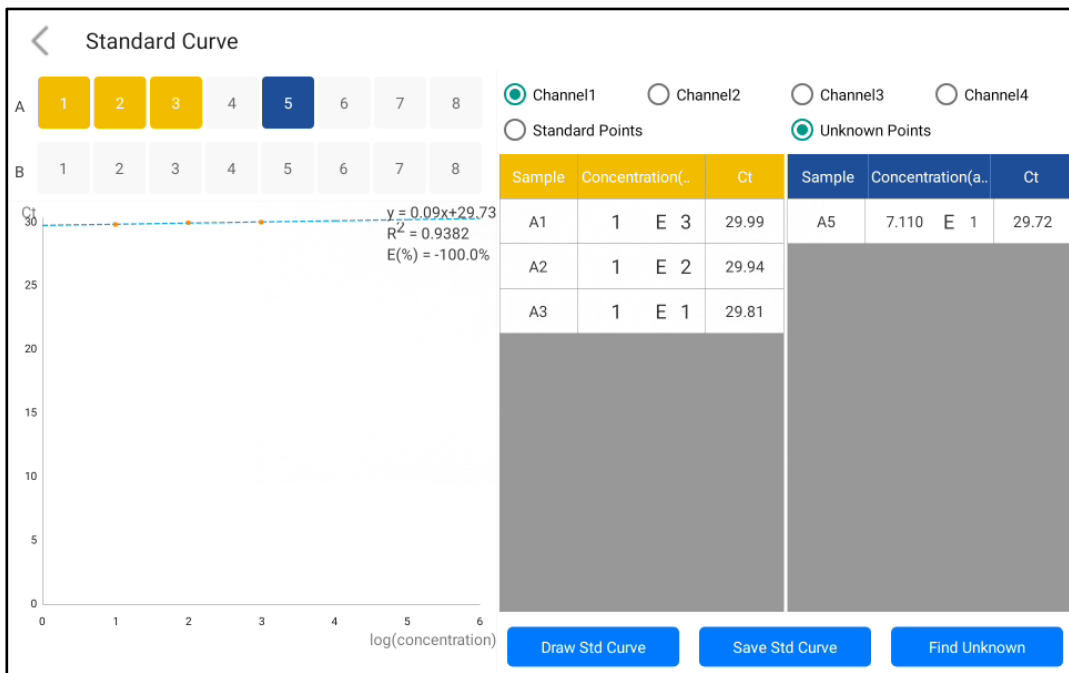 Standard Curve
A 1 2 3 4 5 6 7 8
B 1 2 3 4 5 6 7 8
Channel1 Channel2 Channel3 Channel4
Standard Points Unknown Points
Ct
30
25
20
15
10
5
0
0 1 2 3 4 5 6
log(concentration)
y = 0.09x+29.73
R2 = 0.9382
E(%) = -100.0%
Sample Concentration(.. Ct
A1 1 E 3 29.99
A2 1 E 2 29.94
A3 1 E 1 29.81
Sample Concentration(a.. Ct
A5 7.110 E 1 29.72
Draw Std Curve Save Std Curve Find Unknown